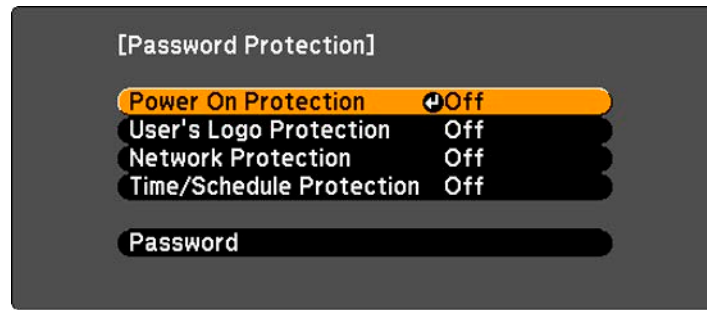 [Password Protection]
Power On Protection Off
User's Logo Protection Off
Network Protection Off
Time/Schedule Protection Off
Password